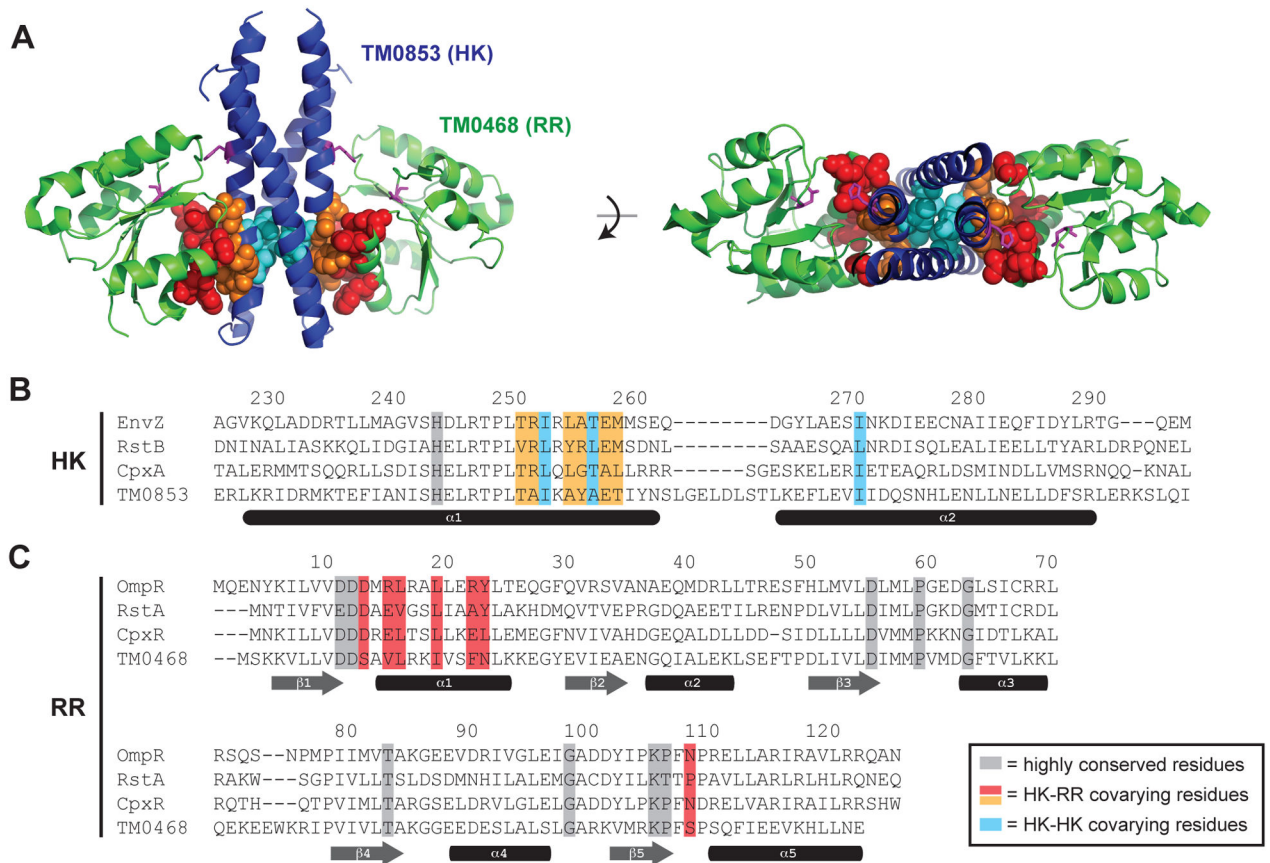 A
TM0853 (HK)
TM0468 (RR)
B
230 240 250 260 270 280 290
HK
EnvZ AGVKQLADDRTLLMAGVSHDLRTPLTRIRLATEMMSEQ--------DGYLAESINKDIEECNAIIEQFIDYLRTG--QEM
RstB DNINALIASKKQLIDGIAHELRTPLVRLRYRLEMSDNL--------SAAESQALNRDISQLEALIEELLTYARLDRPQNEL
CpxA TALERMMTSQQRLLSDISHELRTPLTRLQLGTALLRRR------SGESKELERIETEAQRLDSMINDLLVMSRNQQ-KNAL
TM0853 ERLKRIDRMKTEFIANISHELRTPLTAIKAYAETIYNSLGELDLSTLKEFLEVIIDQSNHLENLLNELLDFSRLERKSLQI
α1 α2
C
10 20 30 40 50 60 70
RR
OmpR MQENYKILVVDDDMRLRALLERYLTEQGFQVRSVANAEQMDRLLTRESFHLMVLDLMLPGEDGLSICRRL
RstA ---MNTIVFVEDDAEVGSLIAAYLAKHDMQVTVEPRGDQAEETILRENPDLVLLDIMLPGKDGMTICRDL
CpxR ---MNKILLVDDDRELTSLLKELLEMEGFNVIVAHDGEQALDLLDD-SIDLLLLDVMMPKKNGIDTLKAL
TM0468 --MSKKVLLVDDSAVLRKIVSFNLKKEGYEVIEAENGQIALEKLSEFTPDLIVLDIMMPVMDGFTVLKKL
β1 α1 β2 α2 β3 α3
80 90 100 110 120
OmpR RSQS--NPMPIIMVTAKGEEVDRIVGLEIGADDYIPKPFNPRELLARIRAVLRRQAN
RstA RAKW---SGPIVLLTSLDSDMNHILALEMGACDYILKTTPPAVLLARLRLHLRQNEQ
CpxR RQTH---QTPVIMLTARGSELDRVLGLELGADDYLPKPFNDRELVARIRAILRRSHW
TM0468 QEKEEWKRIPVIVLTAKGGEEDESLALSLGARKVMRKPFSPSQFIEEVKHLLNE
β4 α4 β5 α5
= highly conserved residues
= HK-RR covarying residues
= HK-HK covarying residues